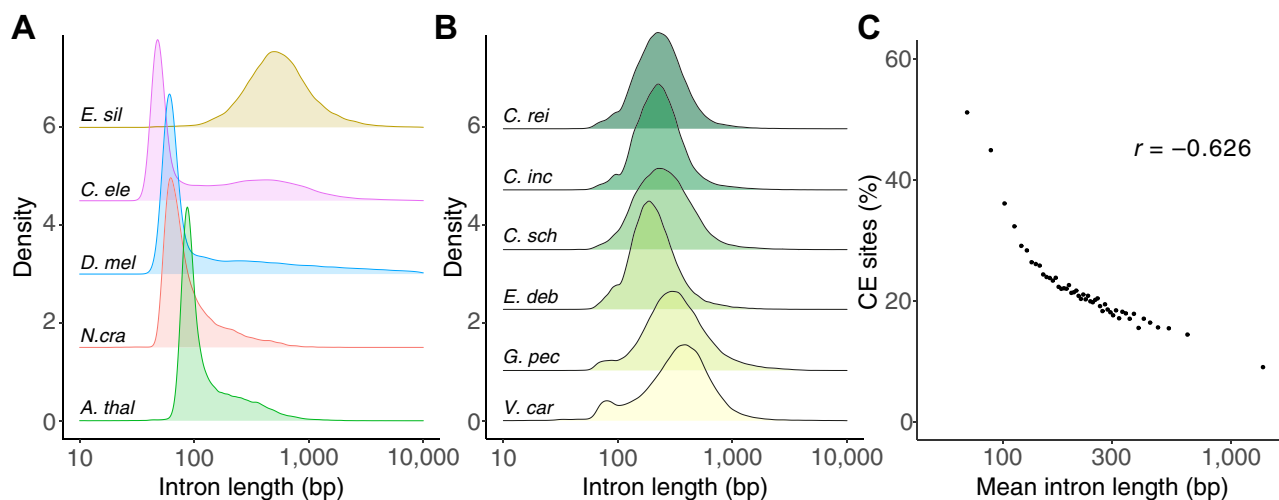 A
Density
6
4
2
0
E. sil
C. ele
D. mel
N.cra
A. thal
10
100
1,000
10,000
Intron length (bp)
B
Density
6
4
2
0
C. rei
C. inc
C. sch
E. deb
G. pec
V. car
10
100
1,000
10,000
Intron length (bp)
C
CE sites (%)
60
40
20
0
r = −0.626
100
300
1,000
Mean intron length (bp)